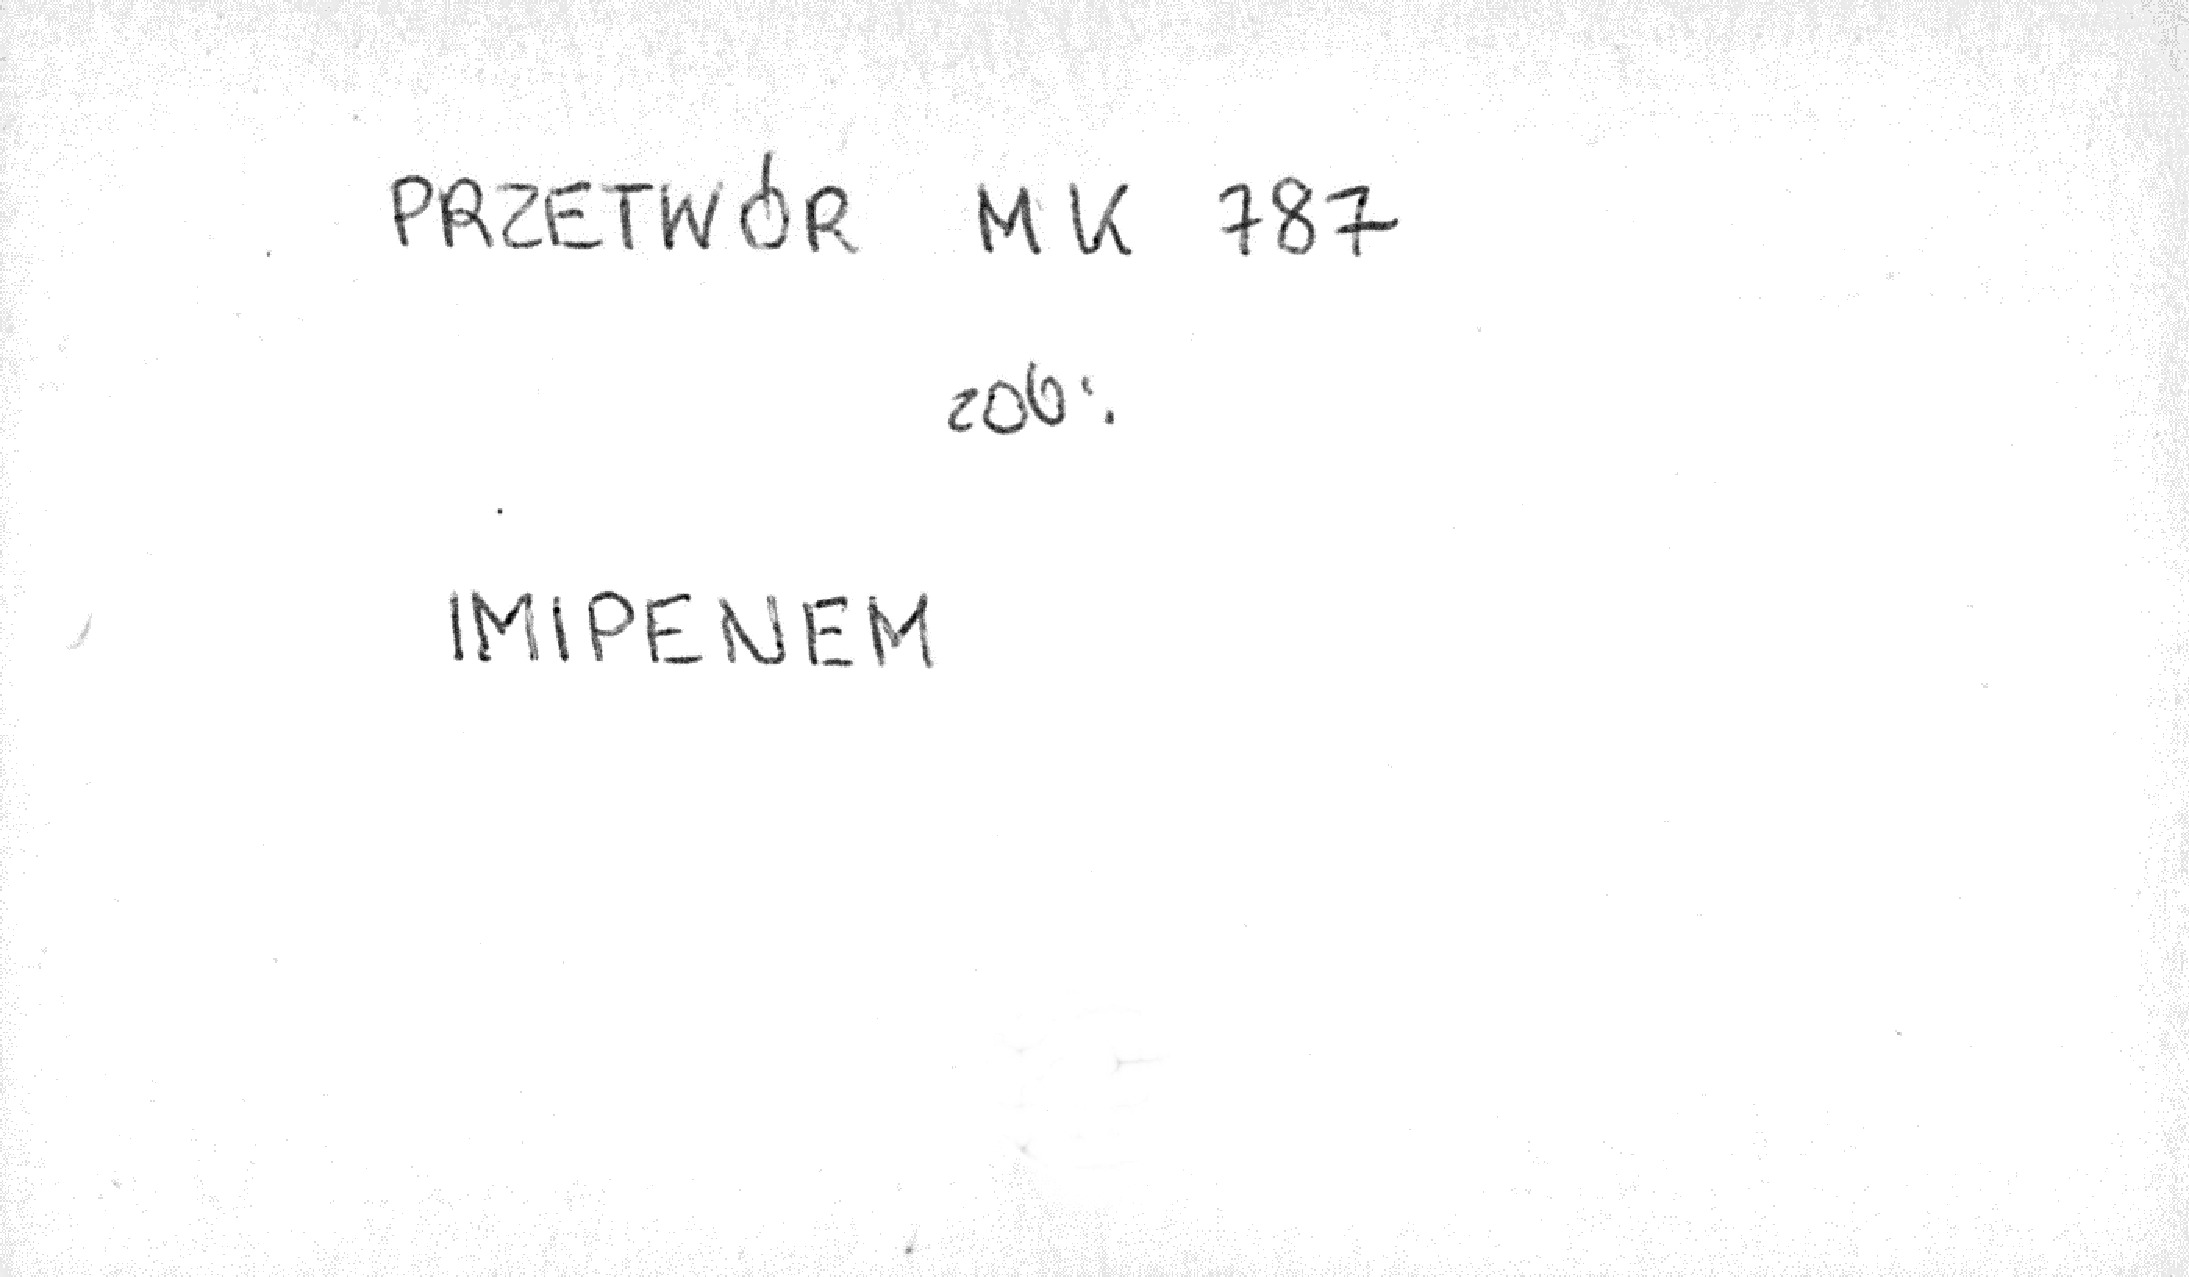 PRZETWÓR MK 787
zob:.
IMIPENEM